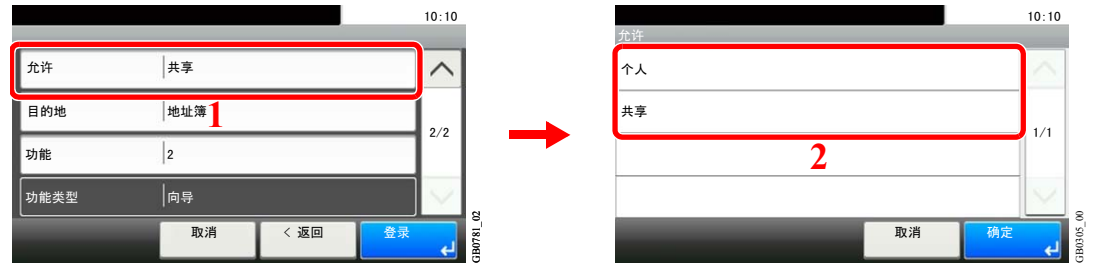 10:10
允许 共享
目的地 地址簿
1
2/2
功能 2
功能类型 向导
取消 < 返回 登录
GB0781_02
10:10
允许
个人
共享
1/1
2
取消 确定
GB0305_00